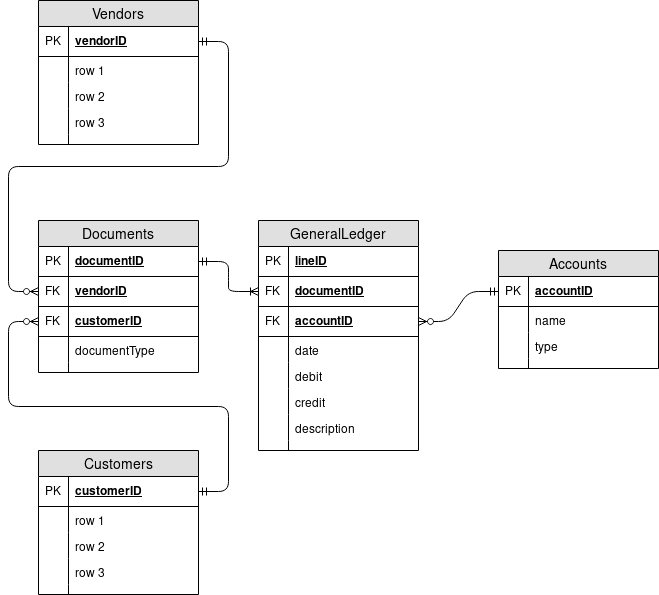 Vendors
PK vendorID
row 1
row 2
row 3
Documents
PK documentID
FK vendorID
FK customerID
documentType
GeneralLedger
PK lineID
FK documentID
FK accountID
date
debit
credit
description
Accounts
PK accountID
name
type
Customers
PK customerID
row 1
row 2
row 3